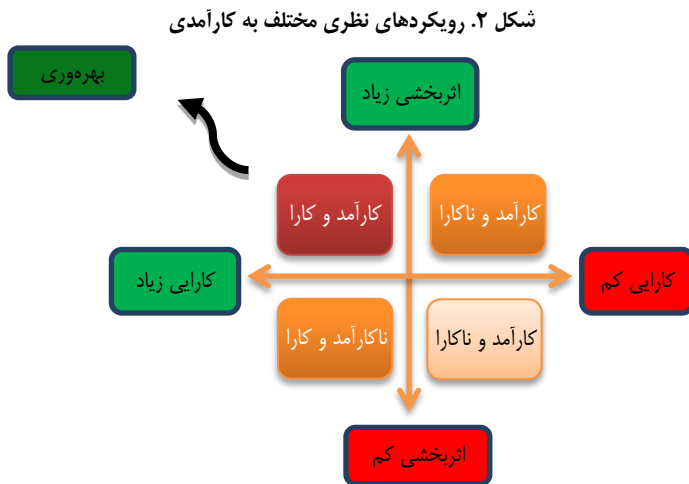 شکل ۲. رویکردهای نظری مختلف به کارآمدی
بهره‌وری
اثربخشی زیاد
کارآمد و ناکارا
کارآمد و کارا
کارایی کم
کارایی زیاد
کارآمد و ناکارا
ناکارآمد و کارا
اثربخشی کم